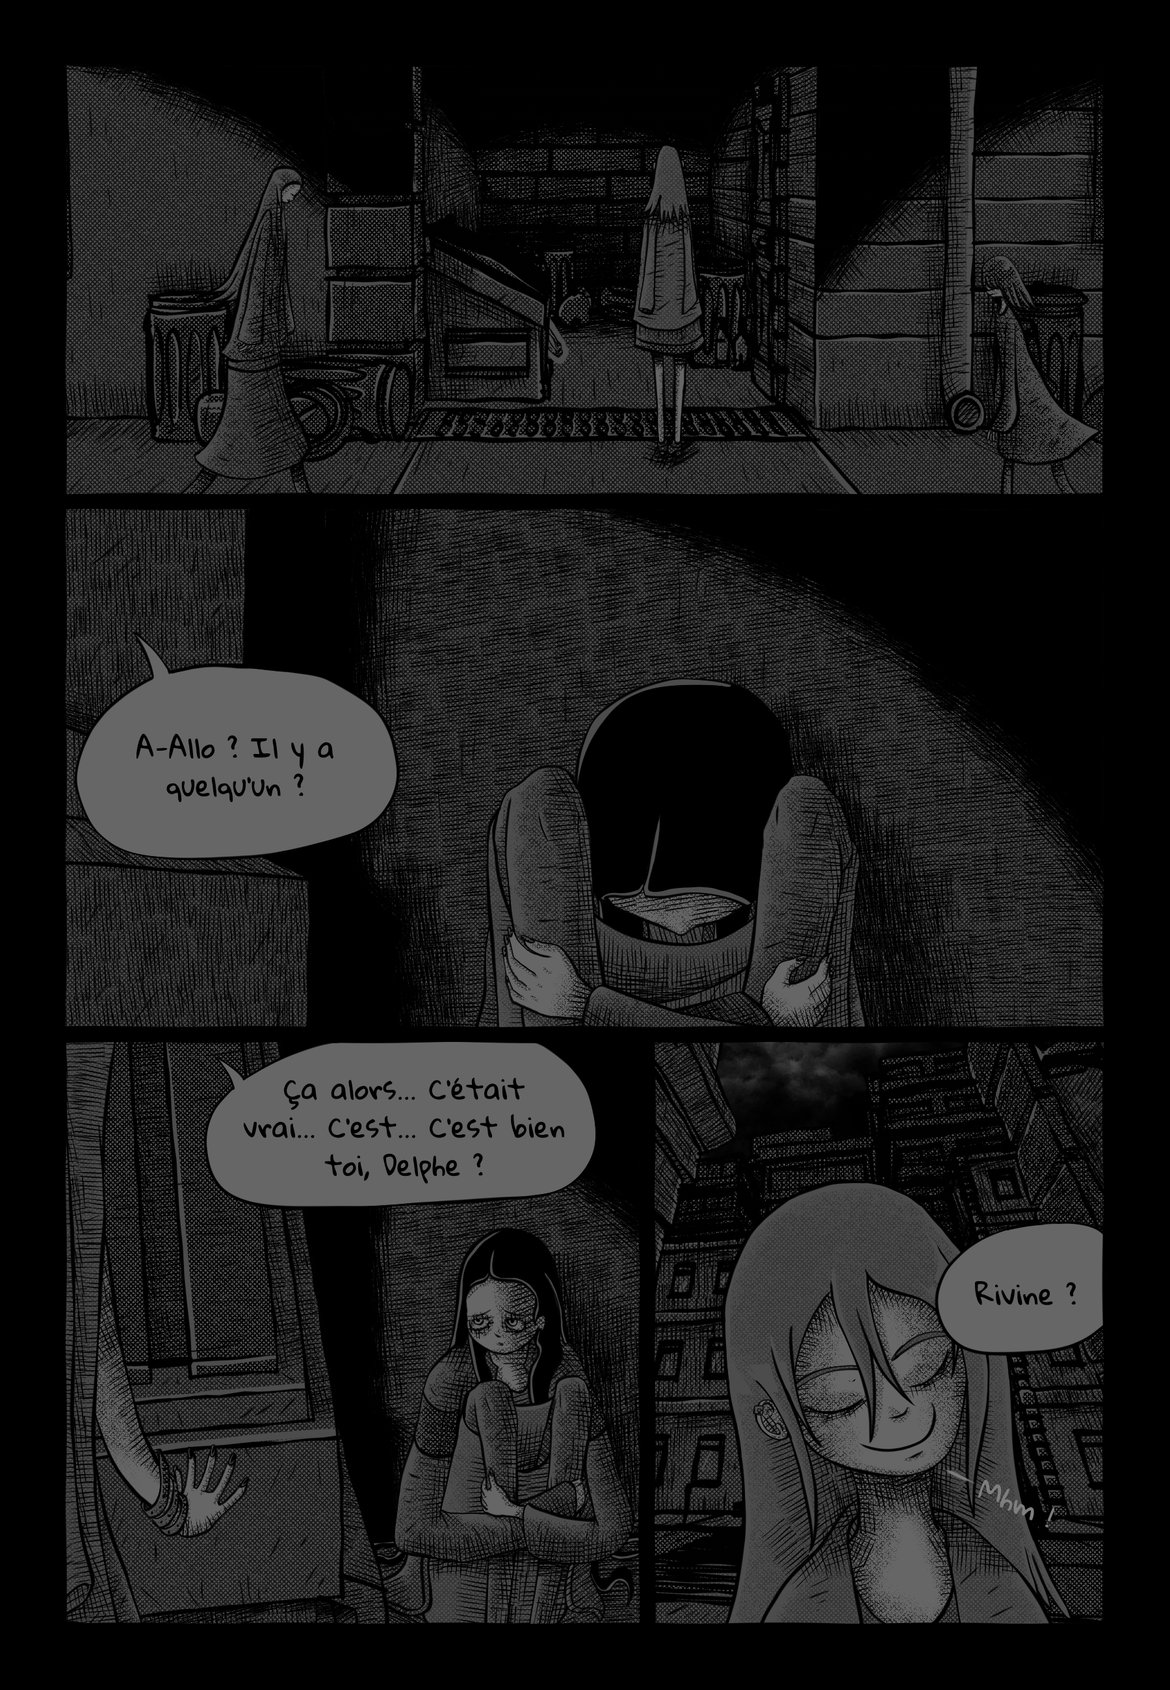 A-Allo ? Il y a
quelqu'un ?
Ça alors... C'était
vrai... C'est... C'est bien
toi, Delphe ?
Rivine ?
Mhm !